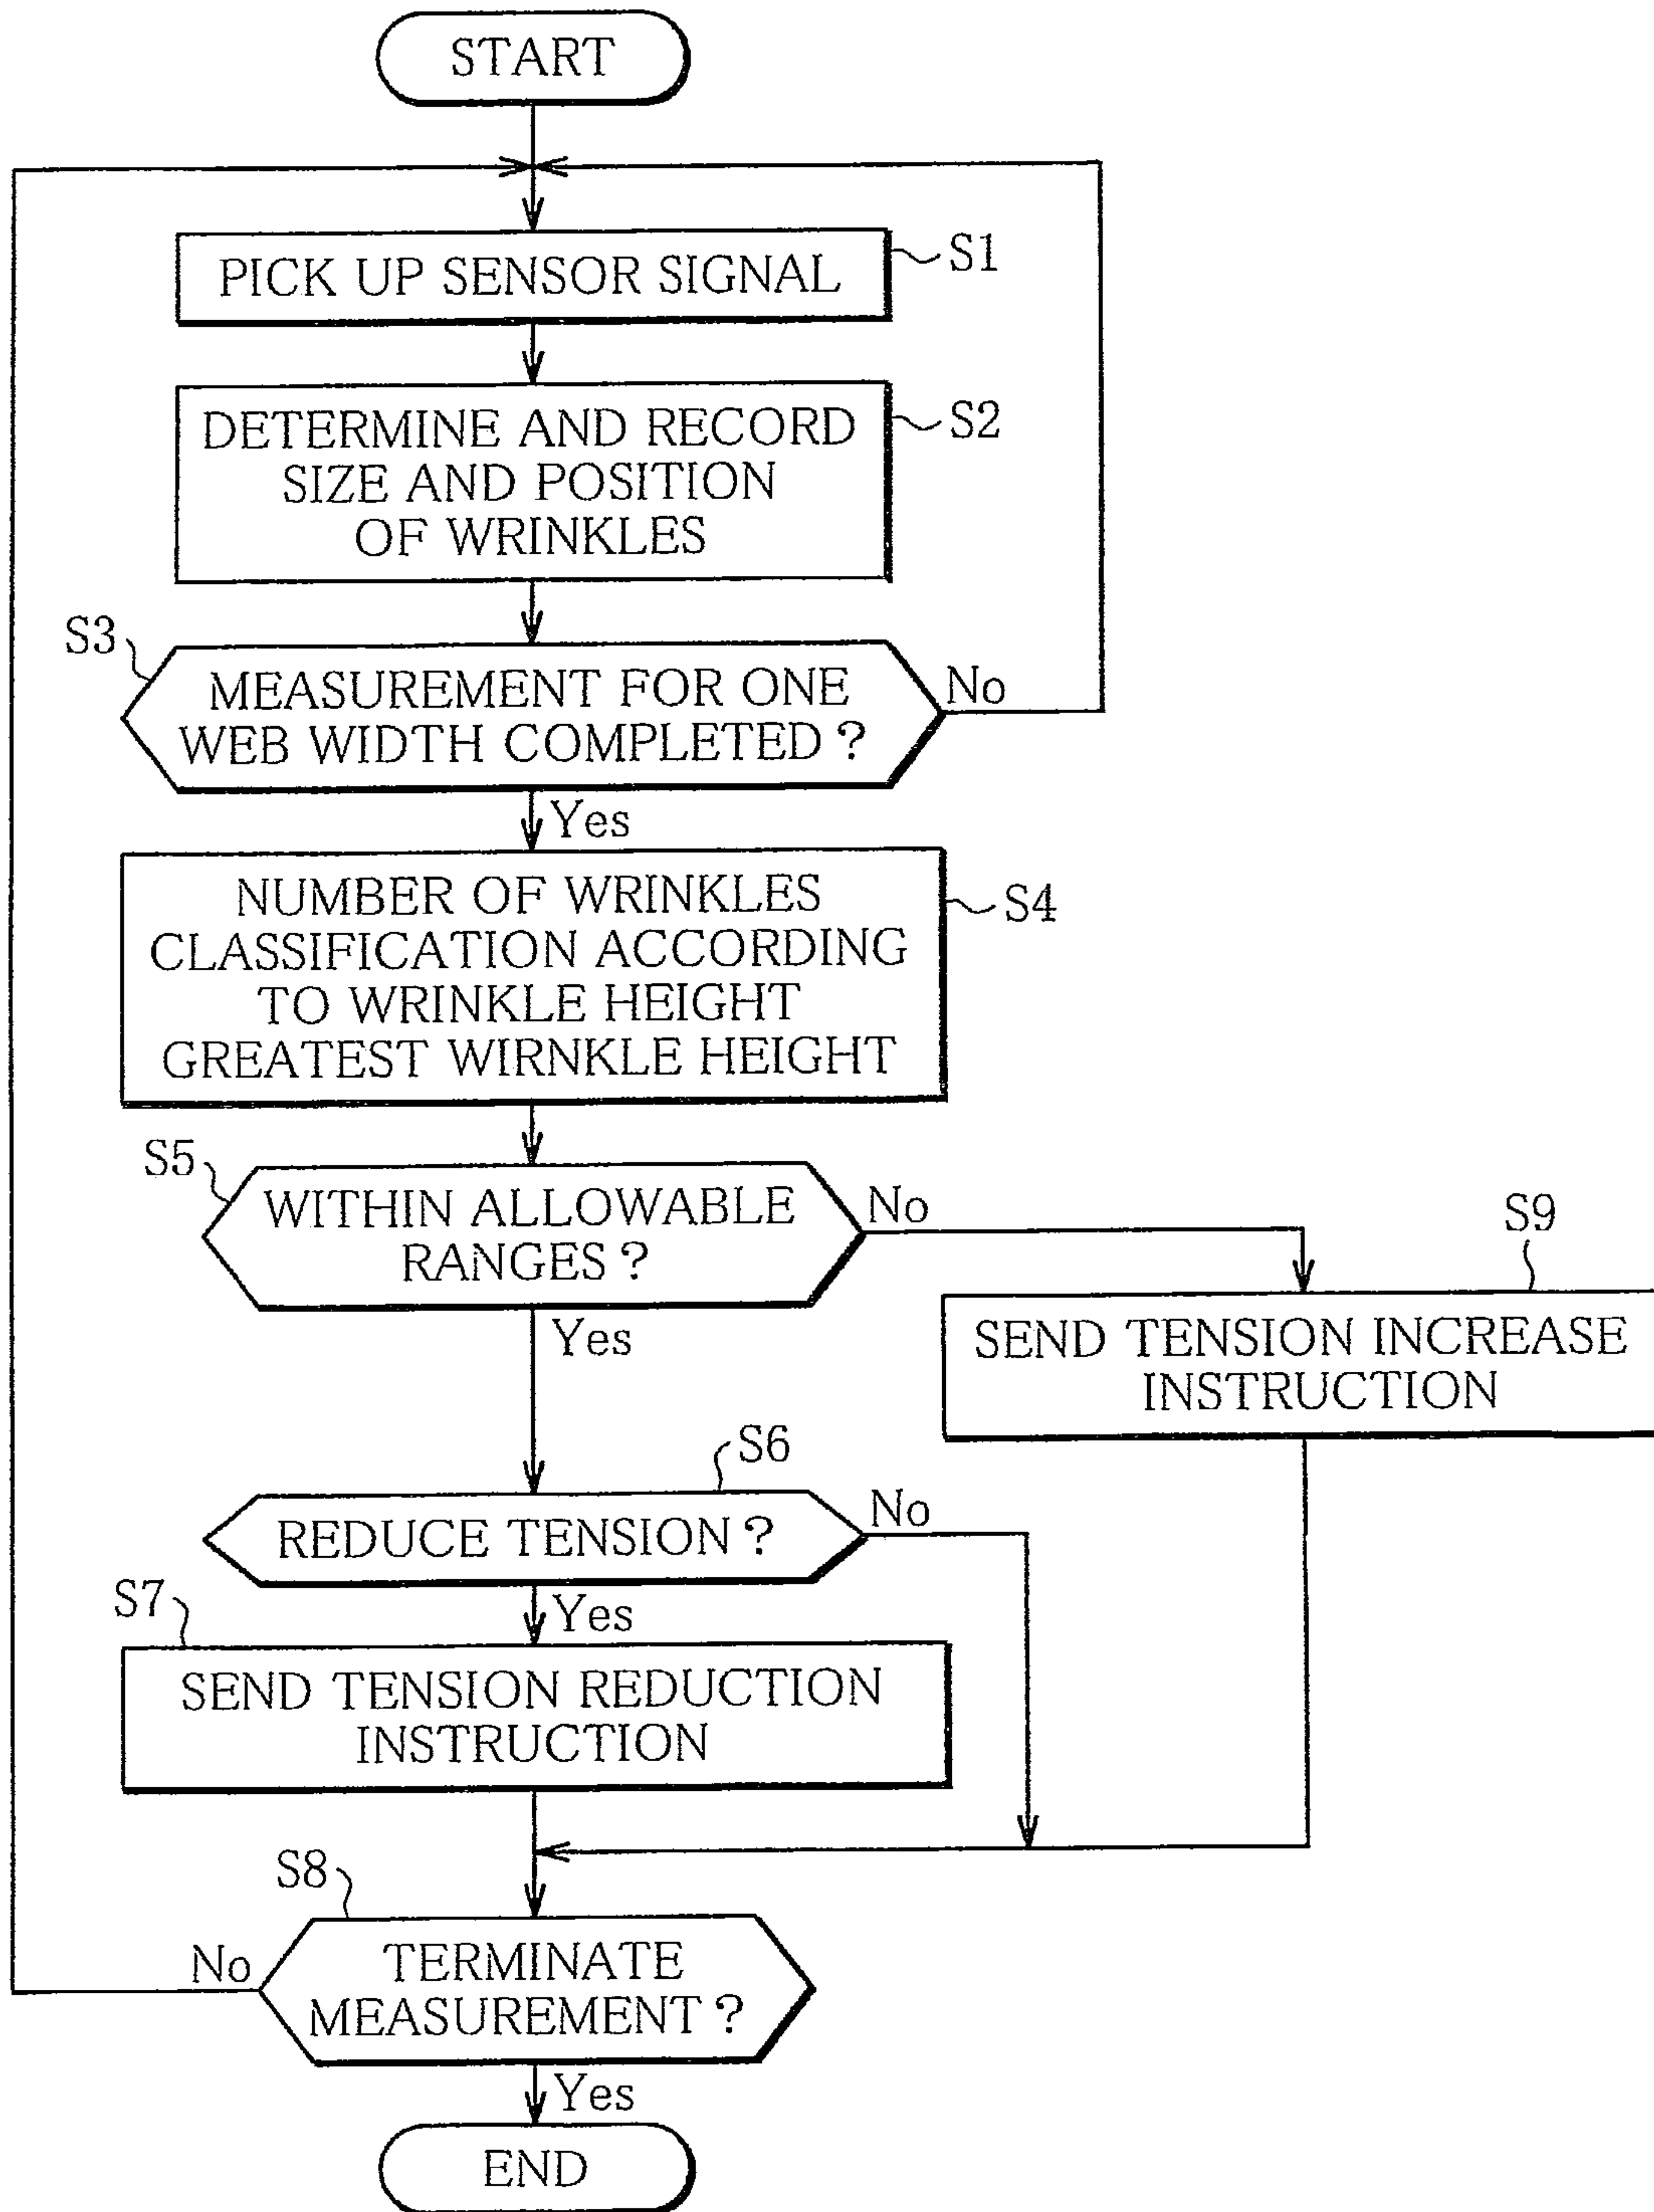 START
PICK UP SENSOR SIGNAL
S1
DETERMINE AND RECORD
SIZE AND POSITION
OF WRINKLES
S2
S3
MEASUREMENT FOR ONE
WEB WIDTH COMPLETED ?
No
Yes
NUMBER OF WRINKLES
CLASSIFICATION ACCORDING
TO WRINKLE HEIGHT
GREATEST WIRNKLE HEIGHT
S4
S5
WITHIN ALLOWABLE
RANGES ?
No
Yes
S9
SEND TENSION INCREASE
INSTRUCTION
S6
REDUCE TENSION ?
No
Yes
S7
SEND TENSION REDUCTION
INSTRUCTION
S8
TERMINATE
MEASUREMENT ?
No
Yes
END